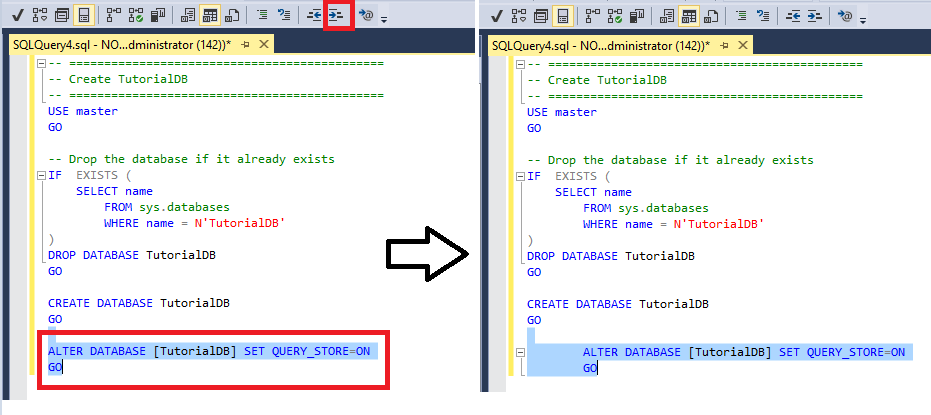 SQLQuery4.sql - NO...dministrator (142))*
-- =============================================
-- Create TutorialDB
-- =============================================
USE master
GO
-- Drop the database if it already exists
IF  EXISTS (
    SELECT name
        FROM sys.databases
        WHERE name = N'TutorialDB'
)
DROP DATABASE TutorialDB
GO
CREATE DATABASE TutorialDB
GO
ALTER DATABASE [TutorialDB] SET QUERY_STORE=ON
GO
SQLQuery4.sql - NO...dministrator (142))*
-- =============================================
-- Create TutorialDB
-- =============================================
USE master
GO
-- Drop the database if it already exists
IF  EXISTS (
    SELECT name
        FROM sys.databases
        WHERE name = N'TutorialDB'
)
DROP DATABASE TutorialDB
GO
CREATE DATABASE TutorialDB
GO
        ALTER DATABASE [TutorialDB] SET QUERY_STORE=ON
        GO